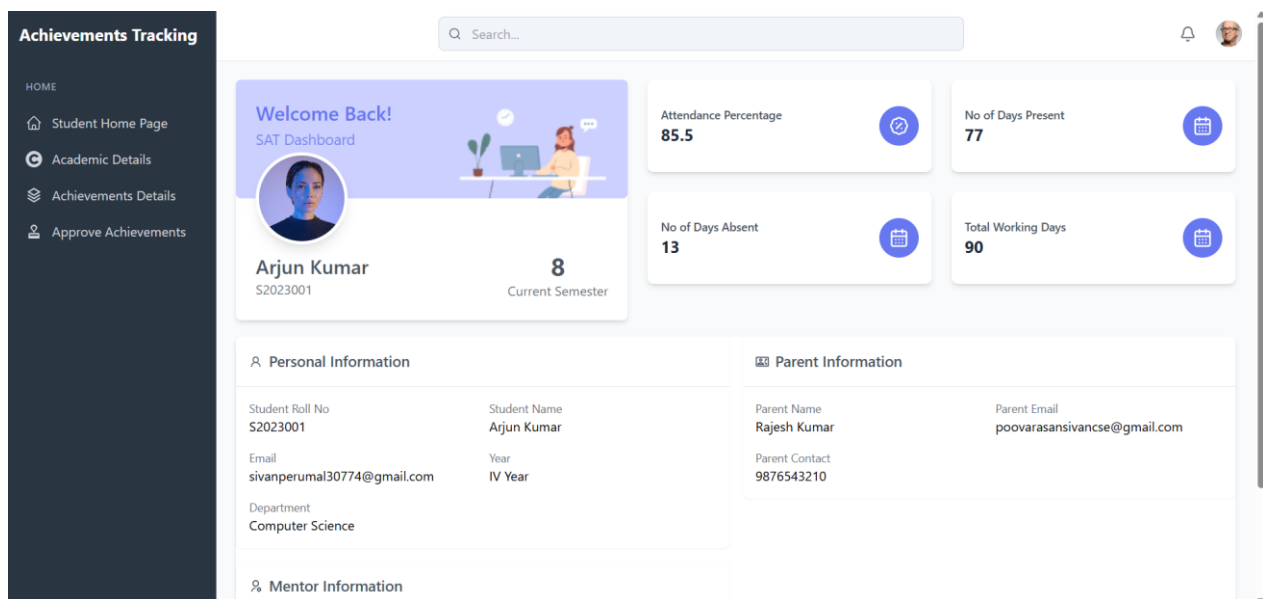 Achievements Tracking
HOME
Student Home Page
Academic Details
Achievements Details
Approve Achievements
Search...
Welcome Back!
SAT Dashboard
Arjun Kumar
S2023001
8
Current Semester
Attendance Percentage
85.5
No of Days Present
77
No of Days Absent
13
Total Working Days
90
Personal Information
Student Roll No
S2023001
Student Name
Arjun Kumar
Email
sivanperumal30774@gmail.com
Year
IV Year
Department
Computer Science
Parent Information
Parent Name
Rajesh Kumar
Parent Email
poovarasansivancse@gmail.com
Parent Contact
9876543210
Mentor Information